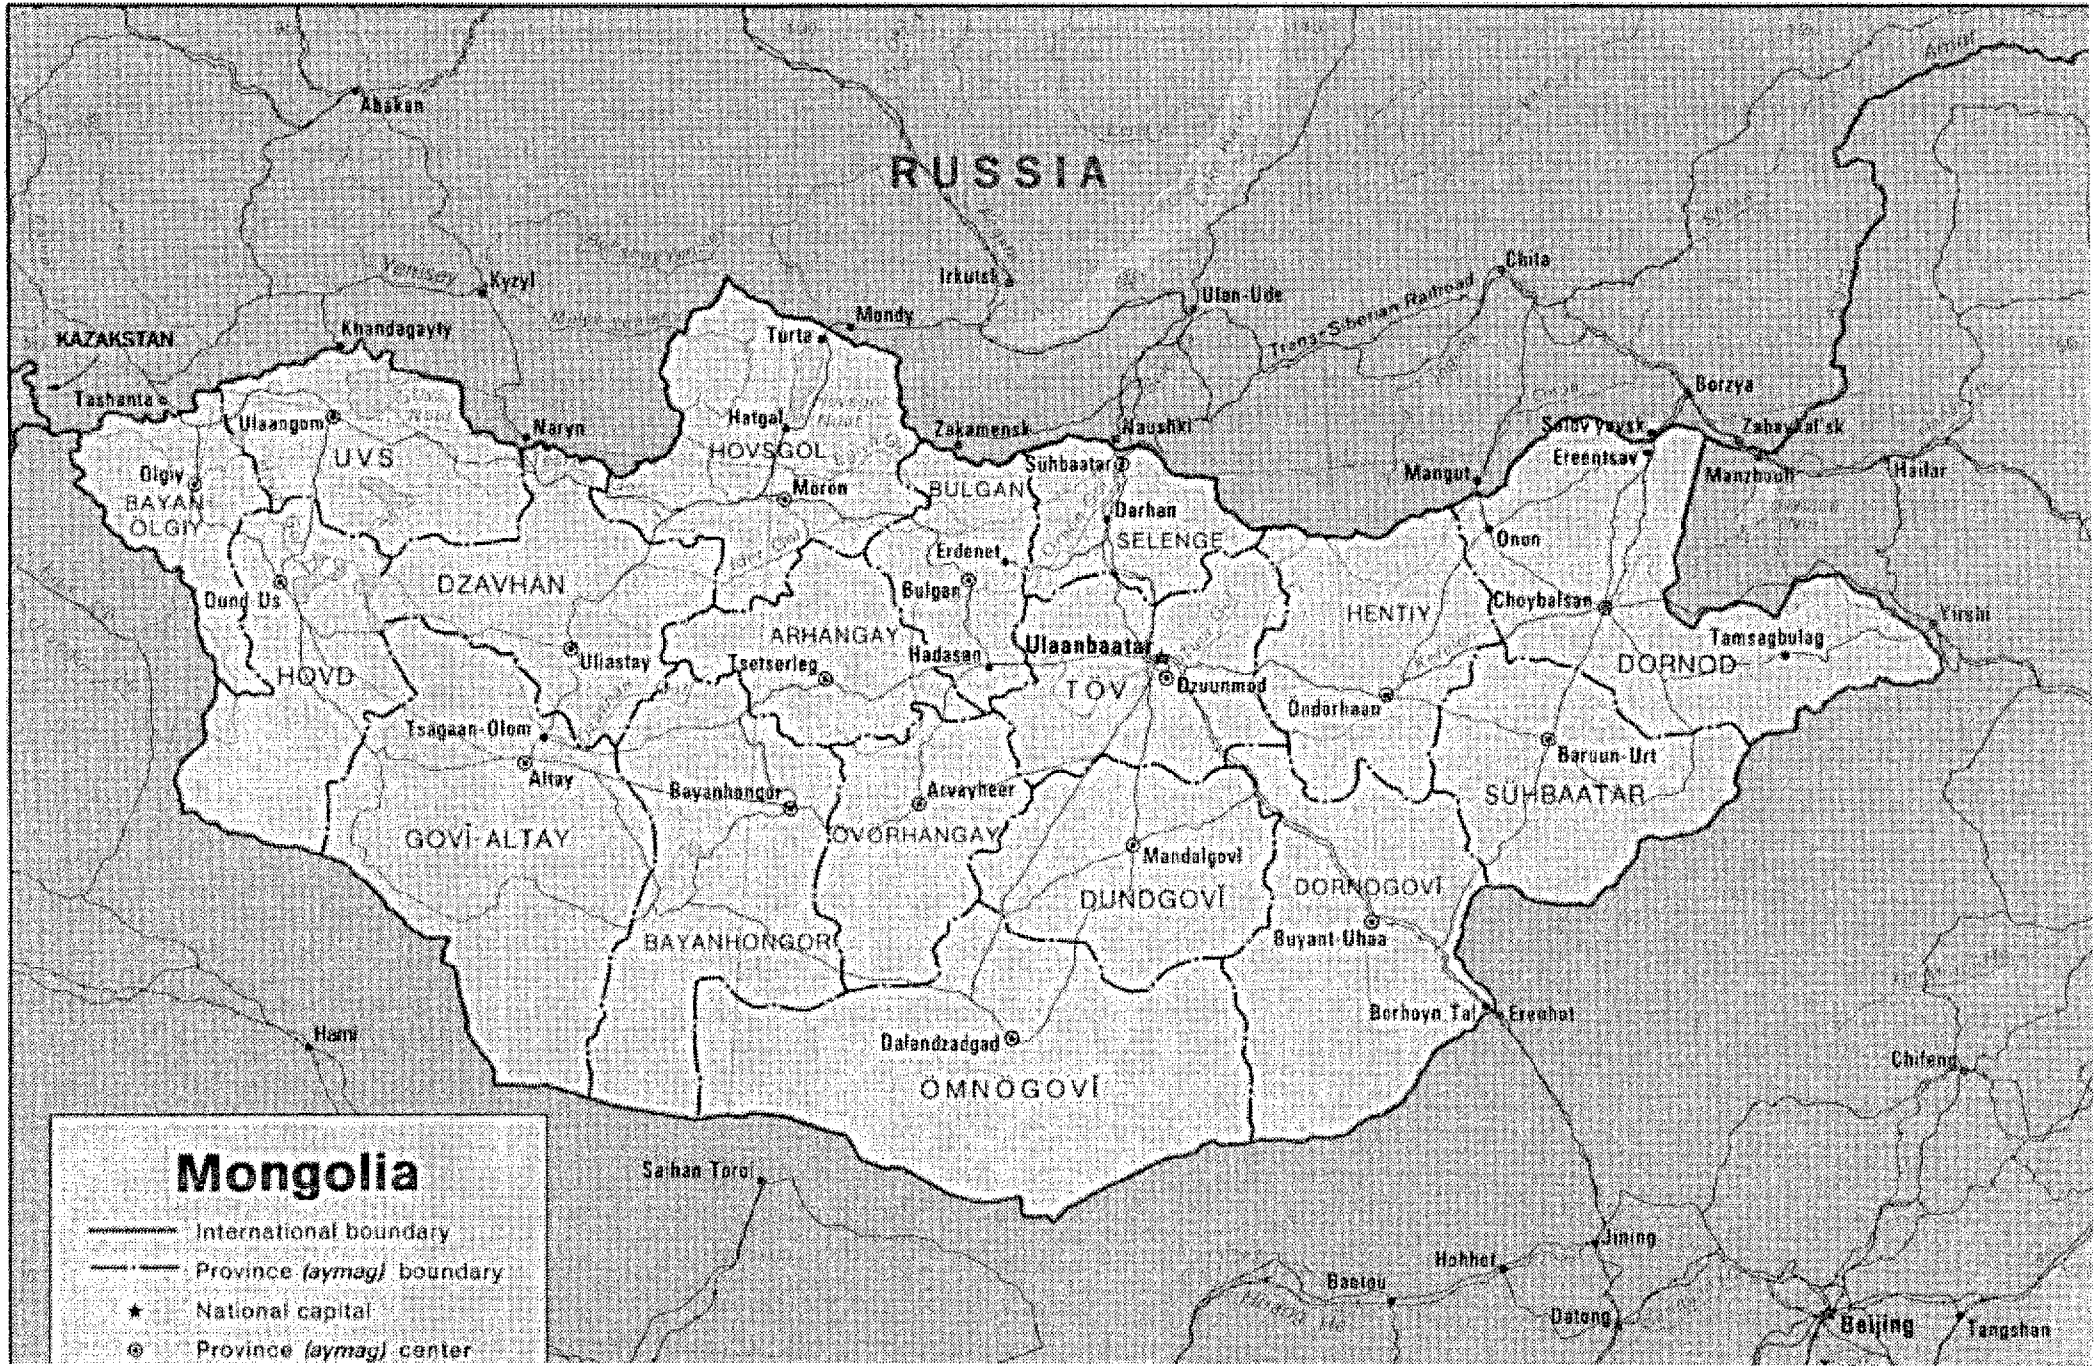 Amur
Abakan
RUSSIA
Chita
Irkutsk
Yenisey
Kyzyl
Ulan-Ude
Trans-Siberian Railroad
Mondy
Khandagayty
Turta
KAZAKSTAN
Borzya
Tashanta
Hatgal
Ulaangom
Naryn
Zakamensk
Naushki
Solov'yevsk
Zabaykal'sk
UVS
HOVSGOL
Sühbaatar
Ereentsav
Olgiy
Mangut
Manzhouli
Hailar
BAYAN
OLGIY
Mörön
BULGAN
Darhan
SELENGE
Onon
Erdenet
DZAVHAN
Bulgan
Dund-Us
Choybalsan
HENTIY
Yirshi
ARHANGAY
Ulaanbaatar
Tamsagbulag
Uliastay
Tsetserleg
Hadasan
DORNOD
HOVD
TÖV
Dzuunmod
Öndörhaan
Tsagaan-Olom
Altay
Baruun-Urt
Bayanhongor
Arvayheer
SÜHBAATAR
GOVĬ-ALTAY
ÖVÖRHANGAY
Mandalgovĭ
DUNDGOVĬ
DORNOGOVĬ
BAYANHONGOR
Buyant-Uhaa
Borhoyn Tal
Erenhot
Hami
Dalandzadgad
Chifeng
ÖMNÖGOVĬ
Saihan Toroi
Jining
Hohhot
Baotou
Datong
Beijing
Tangshan
Mongolia
International boundary
Province (aymag) boundary
National capital
Province (aymag) center